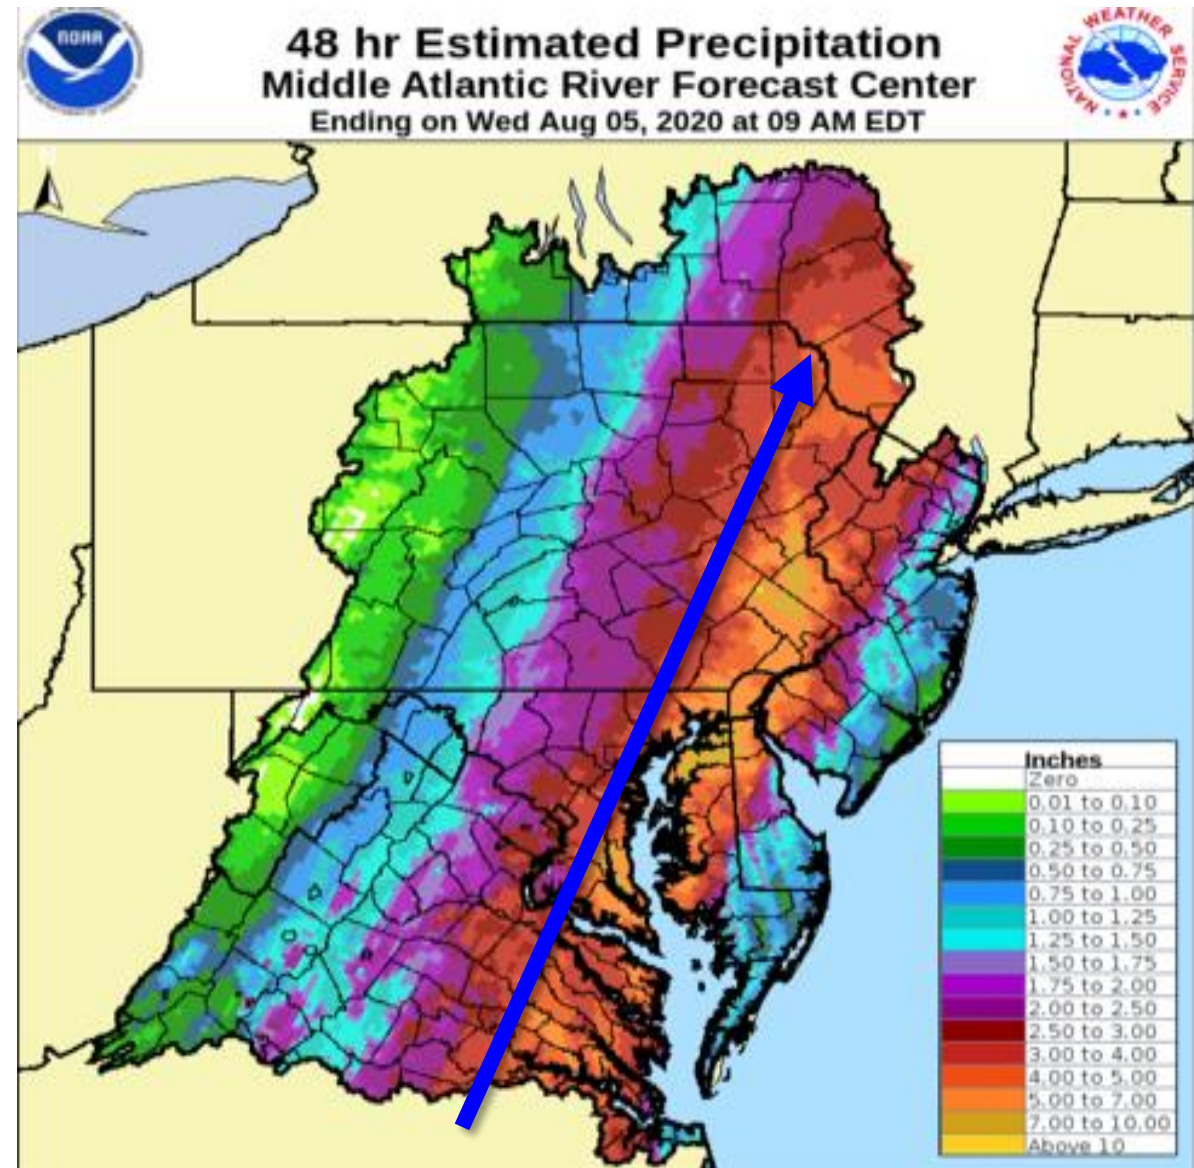 NOAA
48 hr Estimated Precipitation
Middle Atlantic River Forecast Center
Ending on Wed Aug 05, 2020 at 09 AM EDT
NATIONAL WEATHER SERVICE
Inches
Zero
0.01 to 0.10
0.10 to 0.25
0.25 to 0.50
0.50 to 0.75
0.75 to 1.00
1.00 to 1.25
1.25 to 1.50
1.50 to 1.75
1.75 to 2.00
2.00 to 2.50
2.50 to 3.00
3.00 to 4.00
4.00 to 5.00
5.00 to 7.00
7.00 to 10.00
Above 10